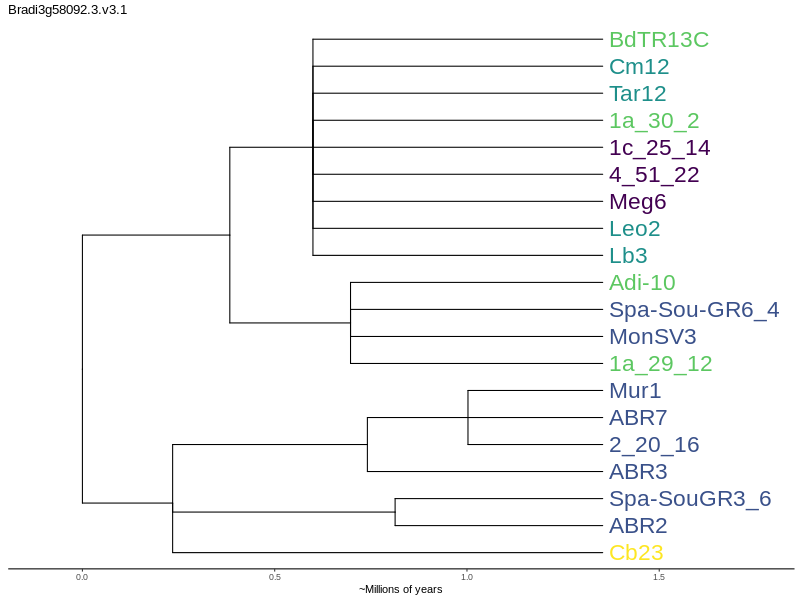 Bradi3g58092.3.v3.1
BdTR13C
Cm12
Tar12
1a_30_2
1c_25_14
4_51_22
Meg6
Leo2
Lb3
Adi-10
Spa-Sou-GR6_4
MonSV3
1a_29_12
Mur1
ABR7
2_20_16
ABR3
Spa-SouGR3_6
ABR2
Cb23
0.0 0.5 1.0 1.5
~Millions of years